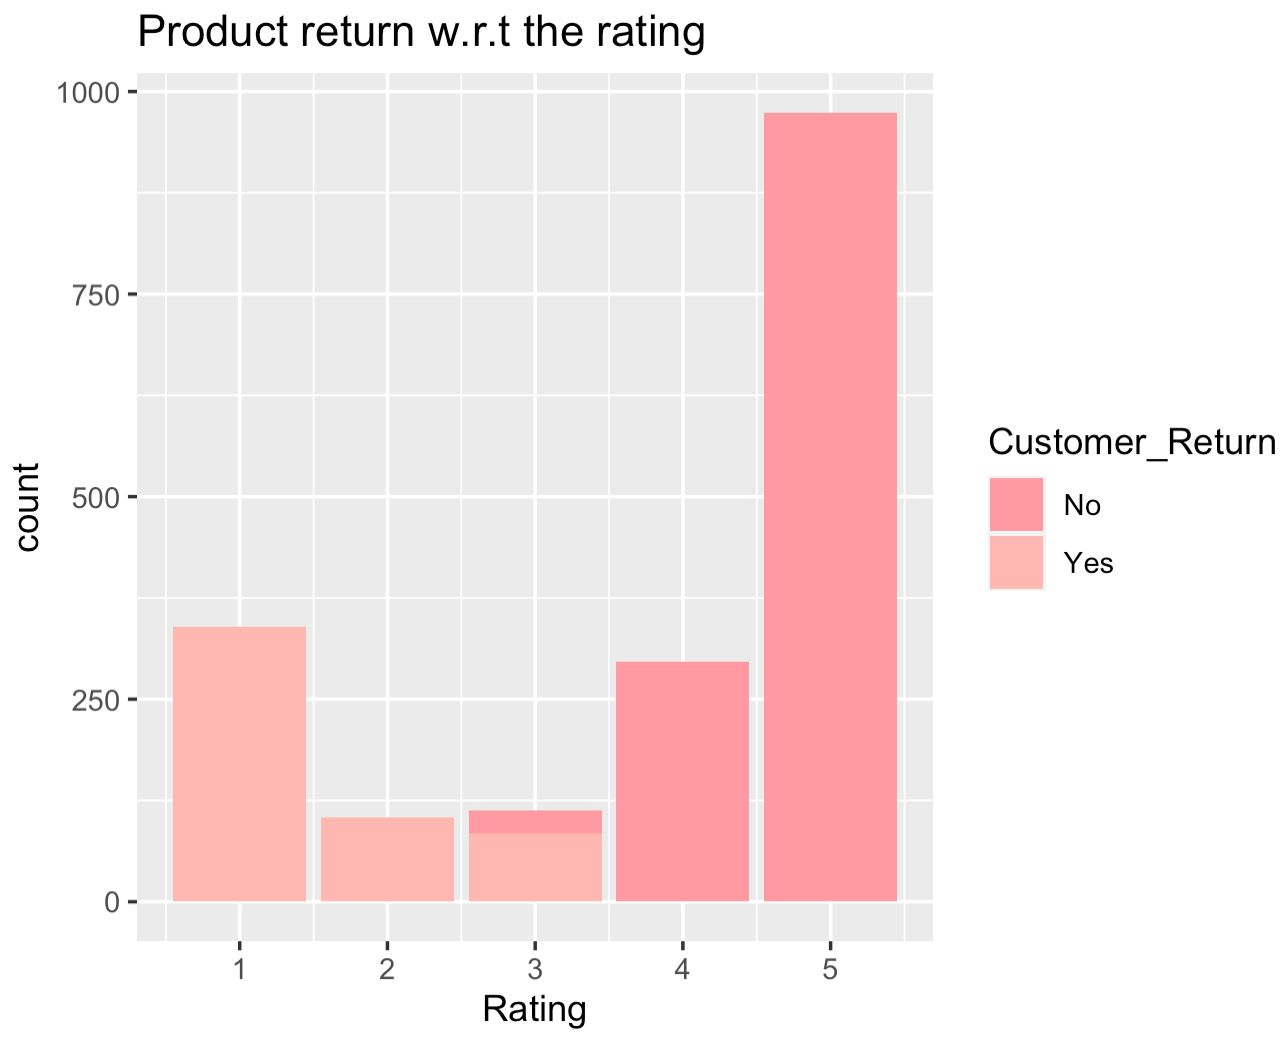 Product return w.r.t the rating
1000
750
500
250
0
count
1 2 3 4 5
Rating
Customer_Return
No
Yes